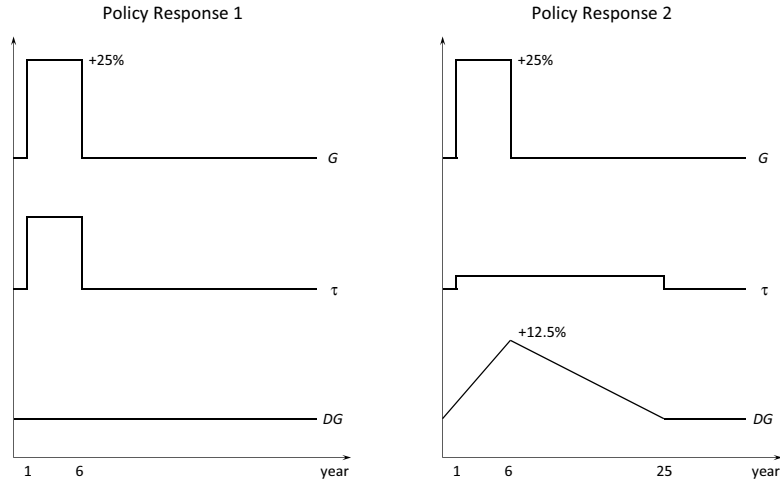 Policy Response 1
+25%
G
τ
DG
1 6 year
Policy Response 2
+25%
G
τ
+12.5%
DG
1 6 25 year